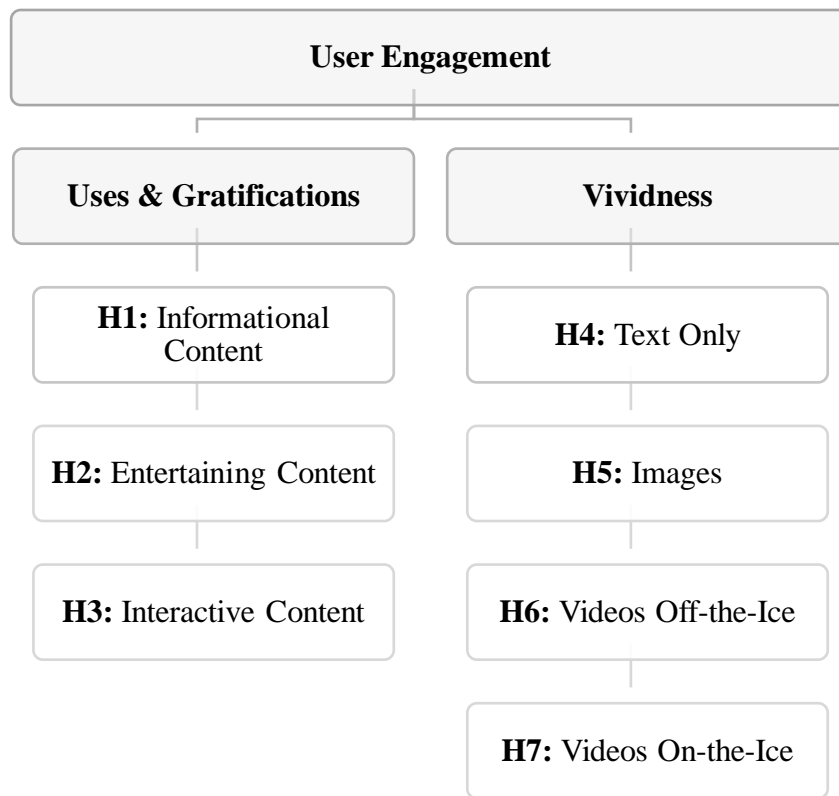 User Engagement
Uses & Gratifications
H1: Informational
Content
H2: Entertaining Content
H3: Interactive Content
Vividness
H4: Text Only
H5: Images
H6: Videos Off-the-Ice
H7: Videos On-the-Ice